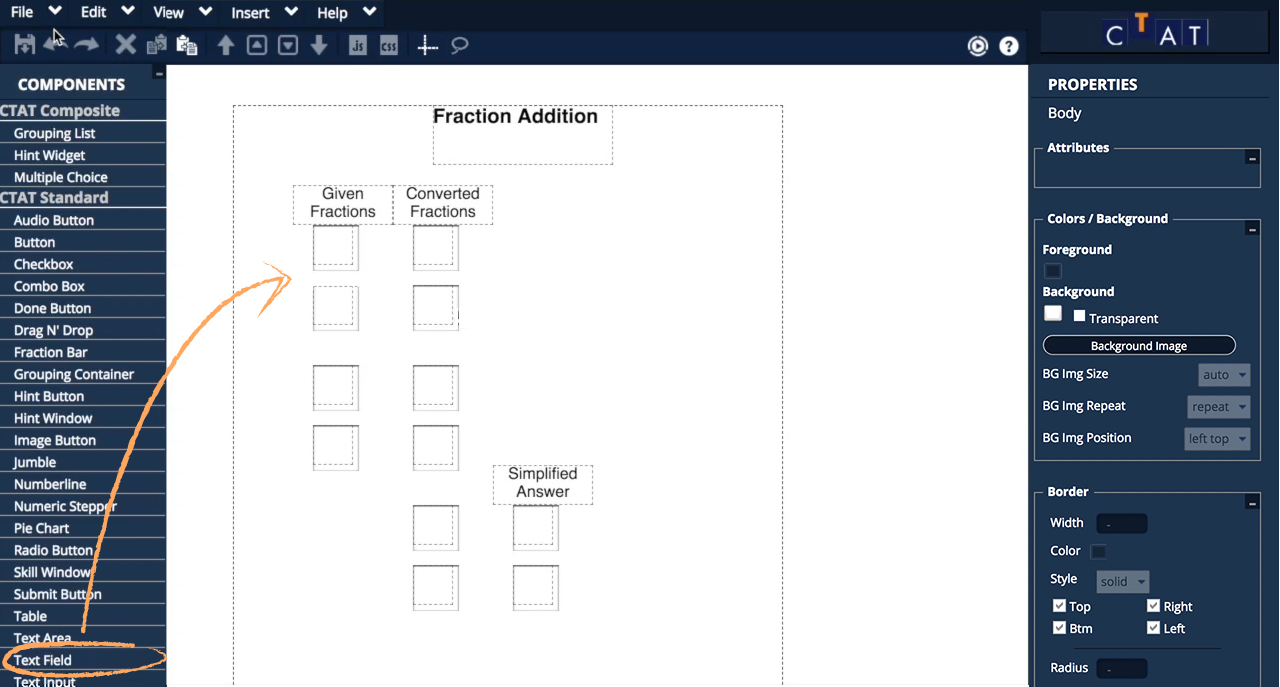 File Edit View Insert Help
CTAT
Js css ?
COMPONENTS
CTAT Composite
Grouping List
Hint Widget
Multiple Choice
CTAT Standard
Audio Button
Button
Checkbox
Combo Box
Done Button
Drag N' Drop
Fraction Bar
Grouping Container
Hint Button
Hint Window
Image Button
Jumble
Numberline
Numeric Stepper
Pie Chart
Radio Button
Skill Window
Submit Button
Table
Text Area
Text Field
Text Input
Fraction Addition
Given
Fractions
Converted
Fractions
Simplified
Answer
PROPERTIES
Body
Attributes
Colors / Background
Foreground
Background
Transparent
Background Image
BG Img Size auto
BG Img Repeat repeat
BG Img Position left top
Border
Width -
Color
Style solid
Top Right
Btm Left
Radius -